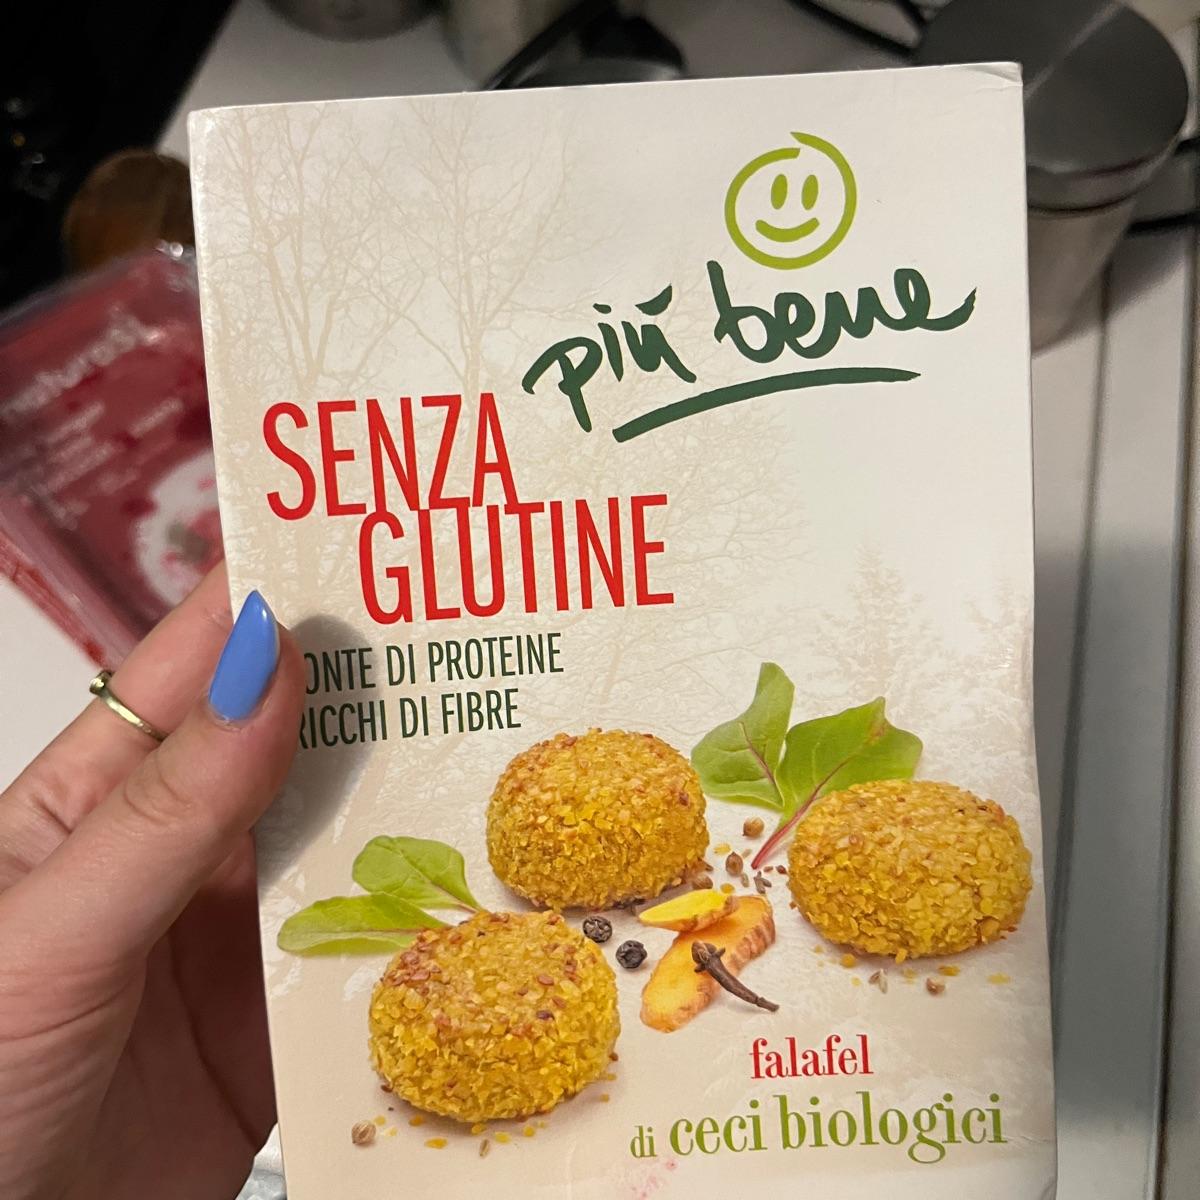 più bene
SENZA
GLUTINE
ONTE DI PROTEINE
RICCHI DI FIBRE
falafel
di ceci biologici